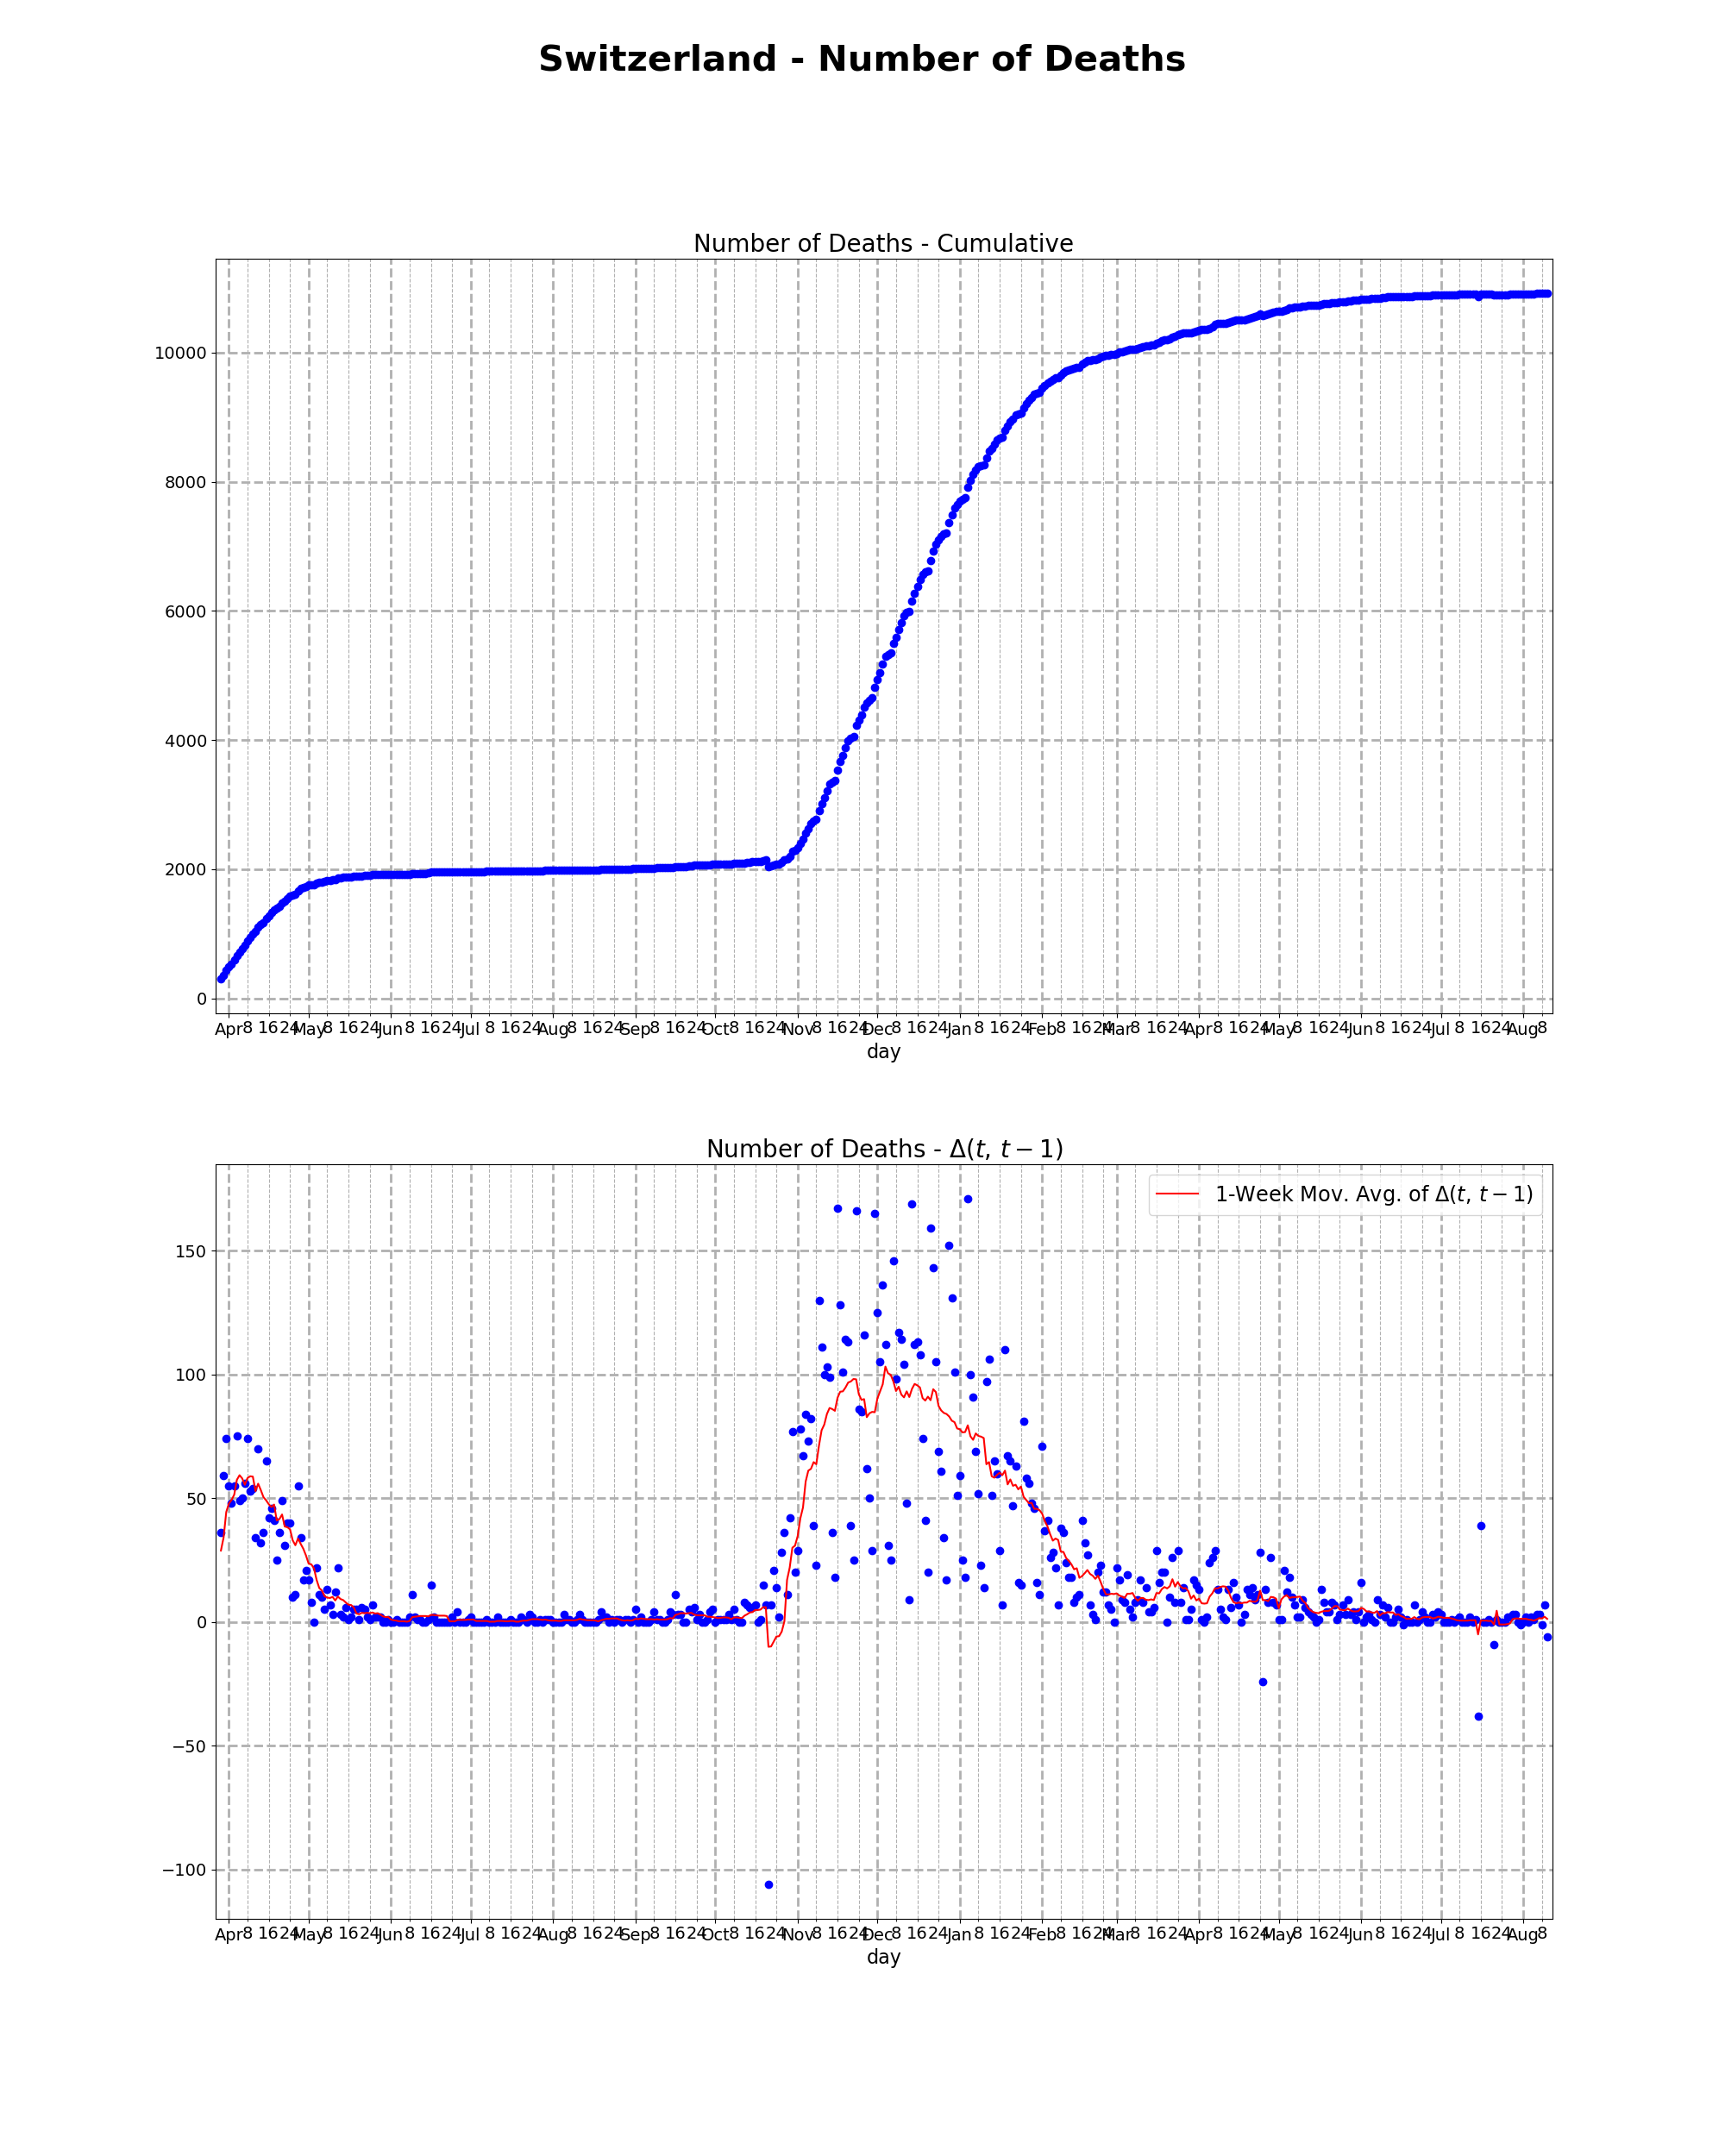 Switzerland - Number of Deaths
Number of Deaths - Cumulative
10000
8000
6000
4000
2000
0
Apr 8 16 24 May 8 16 24 Jun 8 16 24 Jul 8 16 24 Aug 8 16 24 Sep 8 16 24 Oct 8 16 24 Nov 8 16 24 Dec 8 16 24 Jan 8 16 24 Feb 8 16 24 Mar 8 16 24 Apr 8 16 24 May 8 16 24 Jun 8 16 24 Jul 8 16 24 Aug 8
day
Number of Deaths - Δ(t, t − 1)
1-Week Mov. Avg. of Δ(t, t − 1)
150
100
50
0
−50
−100
Apr 8 16 24 May 8 16 24 Jun 8 16 24 Jul 8 16 24 Aug 8 16 24 Sep 8 16 24 Oct 8 16 24 Nov 8 16 24 Dec 8 16 24 Jan 8 16 24 Feb 8 16 24 Mar 8 16 24 Apr 8 16 24 May 8 16 24 Jun 8 16 24 Jul 8 16 24 Aug 8
day